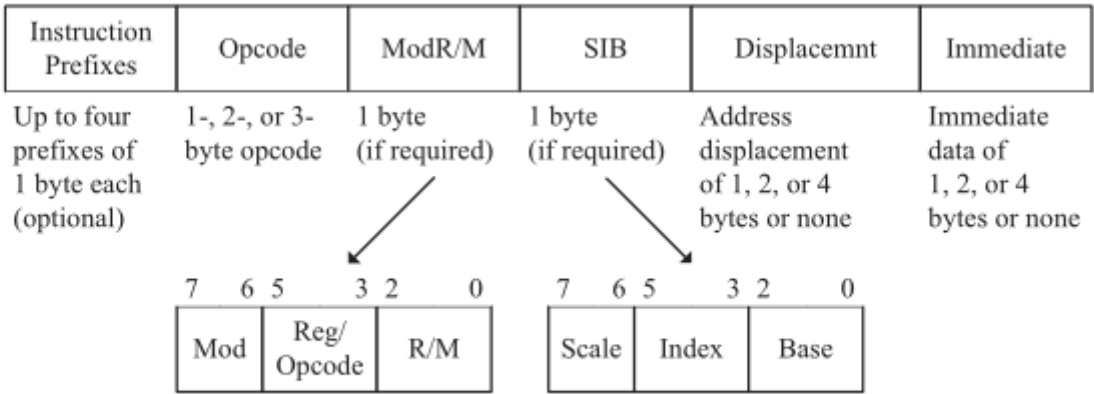 Instruction
Prefixes
Opcode
ModR/M
SIB
Displacemnt
Immediate
Up to four
prefixes of
1 byte each
(optional)
1-, 2-, or 3-
byte opcode
1 byte
(if required)
1 byte
(if required)
Address
displacement
of 1, 2, or 4
bytes or none
Immediate
data of
1, 2, or 4
bytes or none
7 6 5 3 2 0
Mod
Reg/
Opcode
R/M
7 6 5 3 2 0
Scale
Index
Base